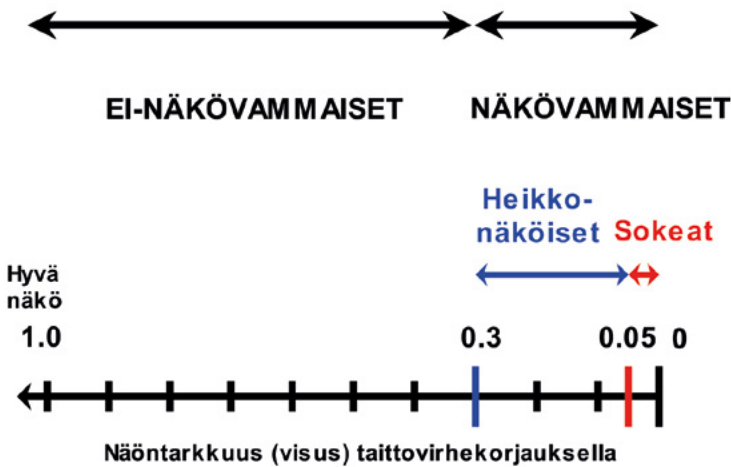 EI-NÄKÖVAMMAISET NÄKÖVAMMAISET
Heikko-
näköiset Sokeat
Hyvä
näkö
1.0 0.3 0.05 0
Näöntarkkuus (visus) taittovirhekorjauksella